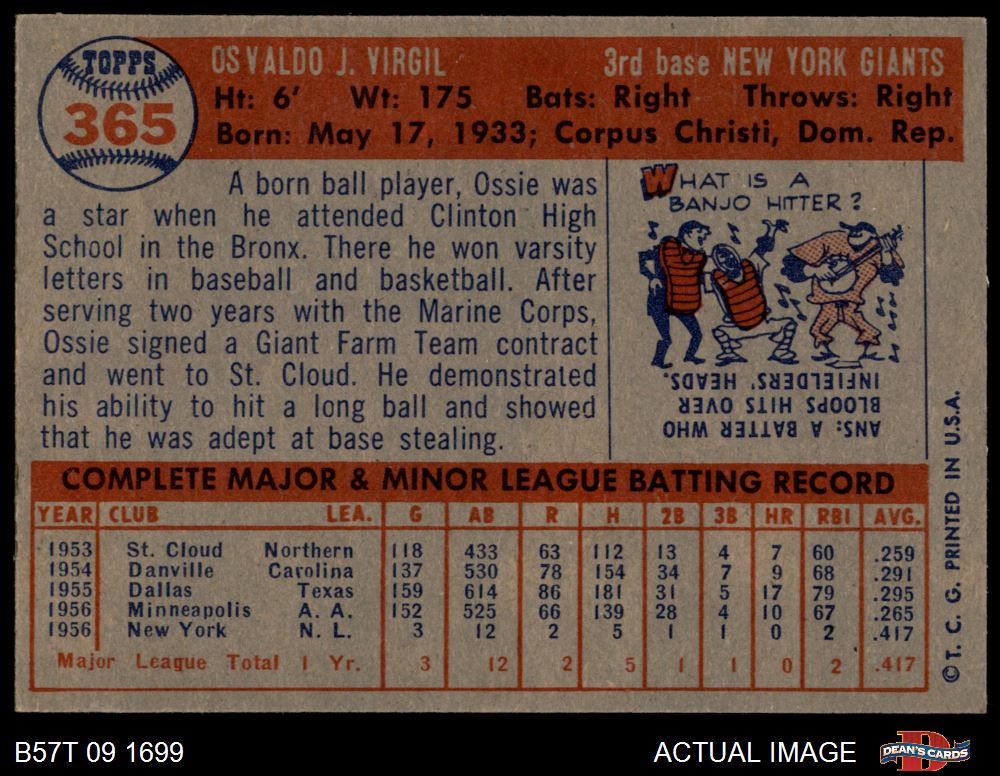 TOPPS
365
OSVALDO J. VIRGIL 3rd base NEW YORK GIANTS
Ht: 6' Wt: 175 Bats: Right Throws: Right
Born: May 17, 1933; Corpus Christi, Dom. Rep.
A born ball player, Ossie was
a star when he attended Clinton High
School in the Bronx. There he won varsity
letters in baseball and basketball. After
serving two years with the Marine Corps,
Ossie signed a Giant Farm Team contract
and went to St. Cloud. He demonstrated
his ability to hit a long ball and showed
that he was adept at base stealing.
WHAT IS A
BANJO HITTER?
ANS: A BATTER WHO
BLOOPS HITS OVER
INFIELDERS' HEADS.
COMPLETE MAJOR & MINOR LEAGUE BATTING RECORD
YEAR CLUB LEA. G AB R H 2B 3B HR RBI AVG.
1953 St. Cloud Northern 118 433 63 112 13 4 7 60 .259
1954 Danville Carolina 137 530 78 154 34 7 9 68 .291
1955 Dallas Texas 159 614 86 181 31 5 17 79 .295
1956 Minneapolis A. A. 152 525 66 139 28 4 10 67 .265
1956 New York N. L. 3 12 2 5 1 1 0 2 .417
Major League Total 1 Yr. 3 12 2 5 1 1 0 2 .417
© T. C. G. PRINTED IN U.S.A.
B57T 09 1699 ACTUAL IMAGE
D
DEAN'S CARDS